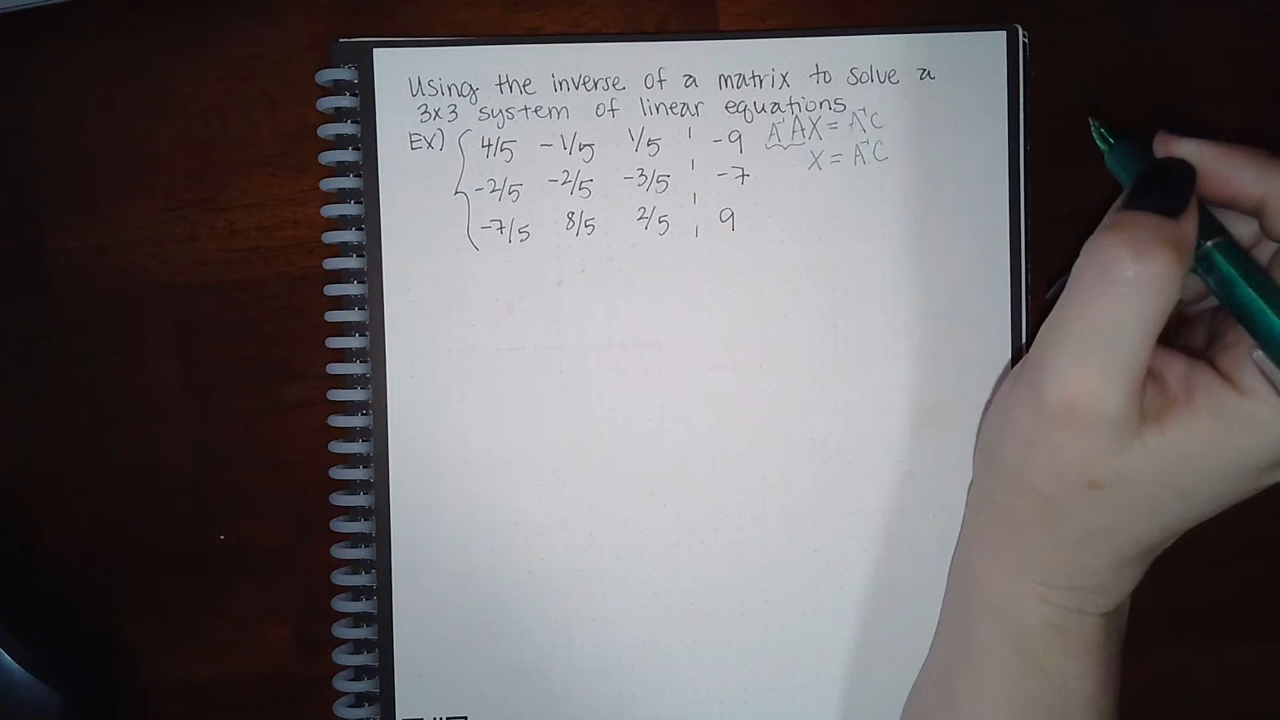 Using the inverse of a matrix to solve a
3x3 system of linear equations.
Ex) { 4/5 -1/5 1/5 ¦ -9 A⁻¹AX = A⁻¹C
-2/5 -2/5 -3/5 ¦ -7 X = A⁻¹C
-7/5 8/5 2/5 ¦ 9